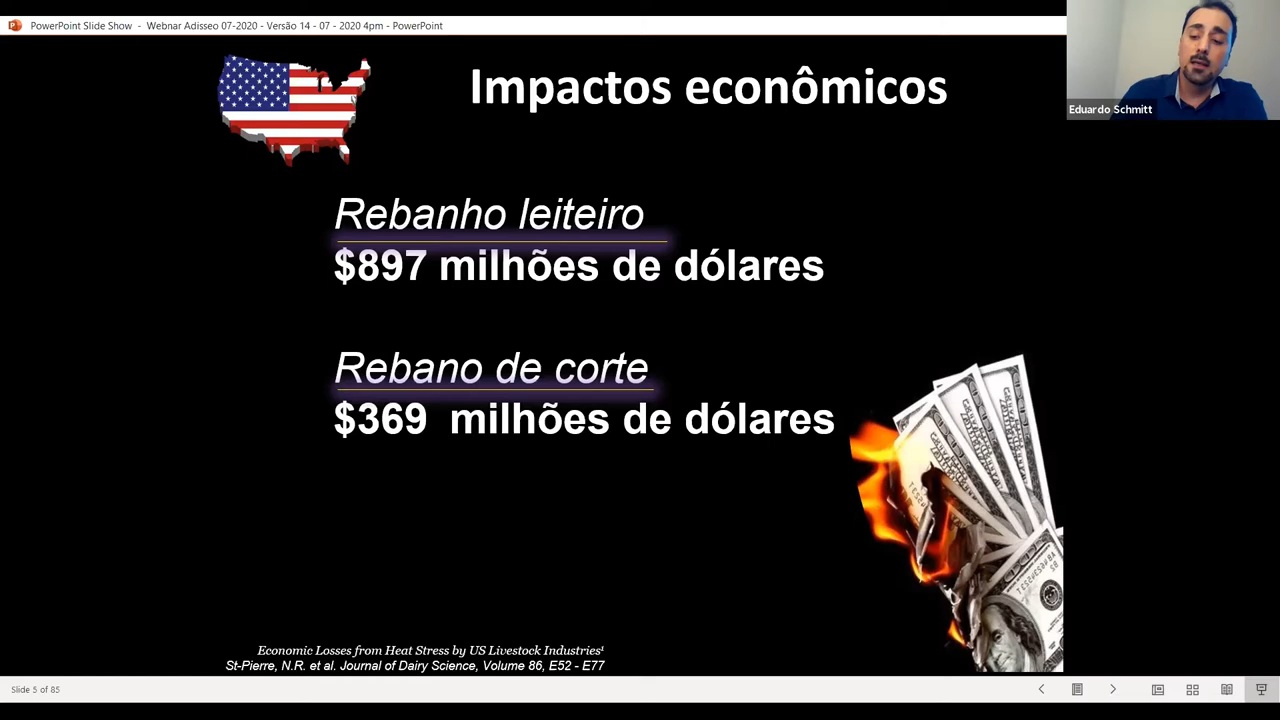 PowerPoint Slide Show - Webnar Adisseo 07-2020 - Versão 14 - 07 - 2020 4pm - PowerPoint
Eduardo Schmitt
Impactos econômicos
Rebanho leiteiro
$897 milhões de dólares
Rebano de corte
$369 milhões de dólares
Economic Losses from Heat Stress by US Livestock Industries¹
St-Pierre, N.R. et al. Journal of Dairy Science, Volume 86, E52 - E77
Slide 5 of 85